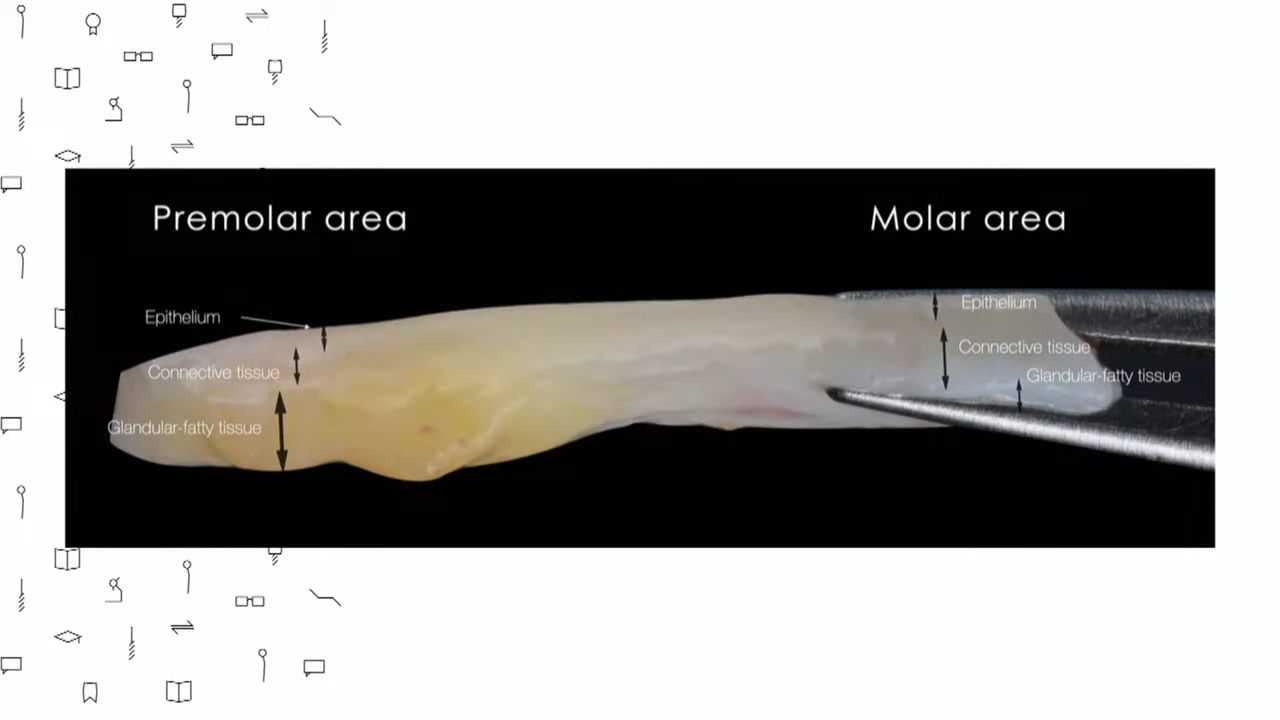 Premolar area
Molar area
Epithelium
Connective tissue
Glandular-fatty tissue
Epithelium
Connective tissue
Glandular-fatty tissue